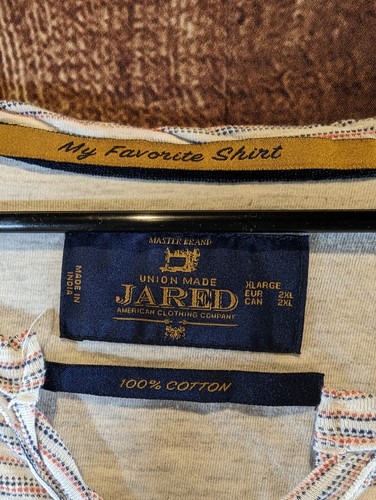 My Favorite Shirt
MASTER BRAND
MADE IN
INDIA
UNION MADE
JARED
AMERICAN CLOTHING COMPANY
XLARGE
EUR 2XL
CAN 2XL
100% COTTON